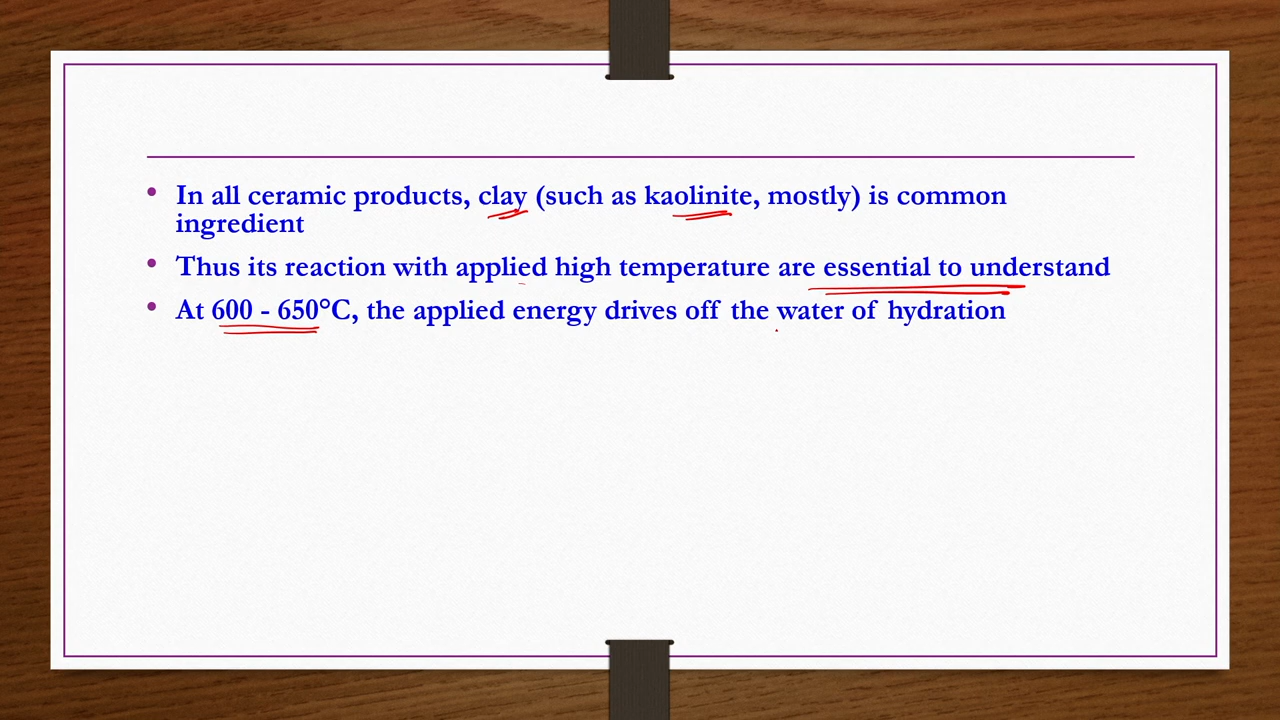 • In all ceramic products, clay (such as kaolinite, mostly) is common
ingredient
• Thus its reaction with applied high temperature are essential to understand
• At 600 - 650°C, the applied energy drives off the water of hydration